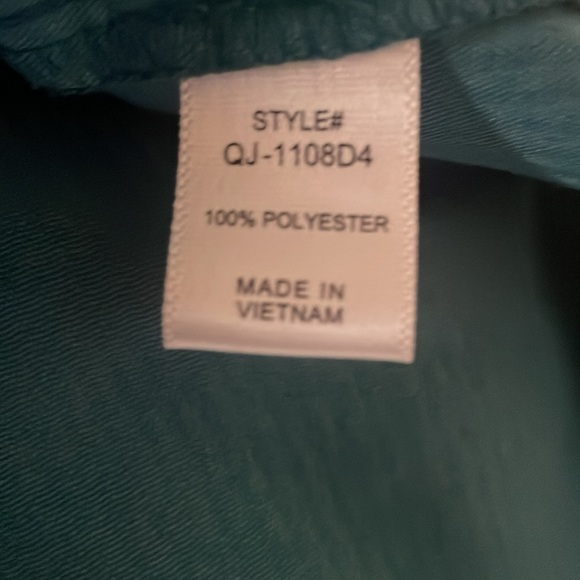 STYLE#
QJ-1108D4
100% POLYESTER
MADE IN
VIETNAM